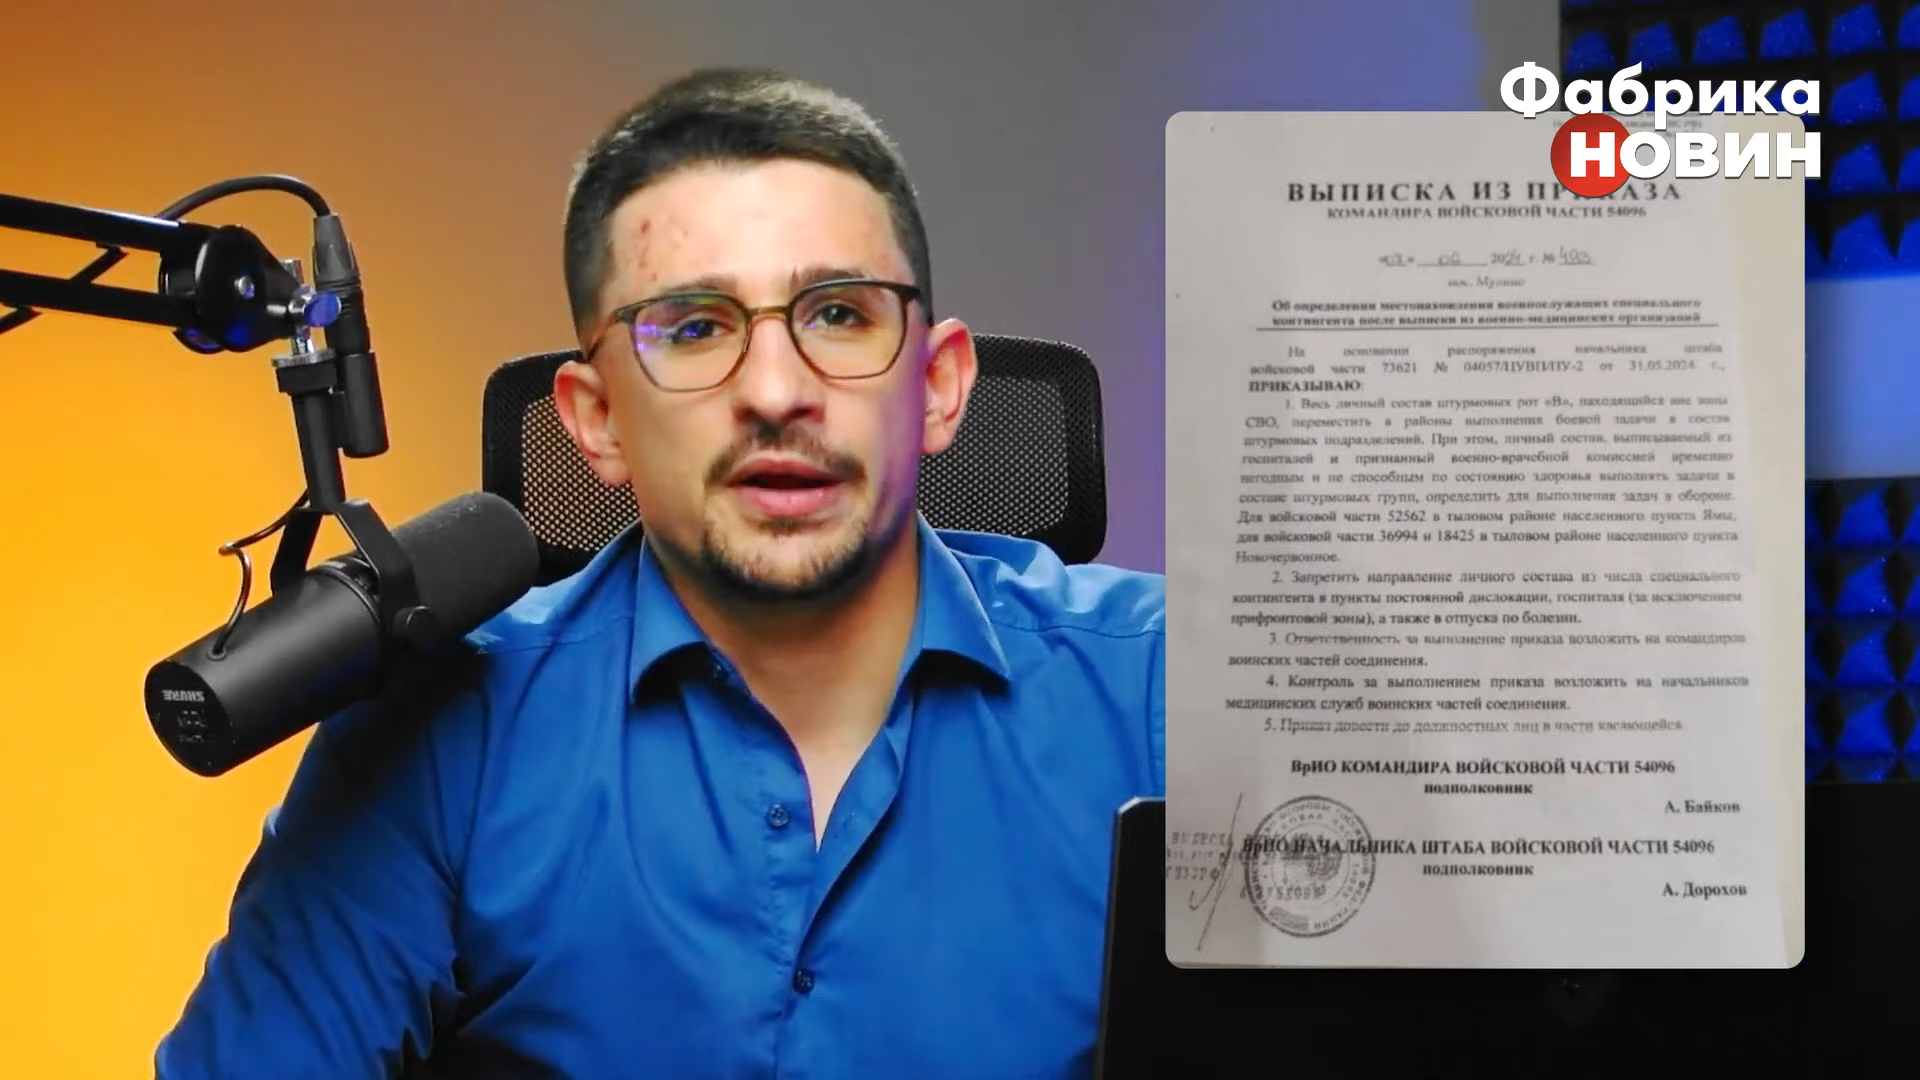 Фабрика
новин
ВЫПИСКА ИЗ ПРИКАЗА
КОМАНДИРА ВОЙСКОВОЙ ЧАСТИ 54096
2024 г. № 493
пос. Мулино
Об определении местонахождения военнослужащих специального
контингента после выписки из военно-медицинских организаций
На основании распоряжения начальника штаба
войсковой части 73621 № 04057/ЦУВП/ПУ-2 от 31.05.2024 г.,
ПРИКАЗЫВАЮ:
1. Весь личный состав штурмовых рот «В», находящийся вне зоны
СВО, переместить в районы выполнения боевой задачи в состав
штурмовых подразделений. При этом, личный состав, выписываемый из
госпиталей и признанный военно-врачебной комиссией временно
негодным и не способным по состоянию здоровья выполнять задачи в
составе штурмовых групп, определить для выполнения задач в обороне.
Для войсковой части 52562 в тыловом районе населенного пункта Ямы,
для войсковой части 36994 и 18425 в тыловом районе населенного пункта
Новочервонное.
2. Запретить направление личного состава из числа специального
контингента в пункты постоянной дислокации, госпиталя (за исключением
прифронтовой зоны), а также в отпуска по болезни.
3. Ответственность за выполнение приказа возложить на командиров
воинских частей соединения.
4. Контроль за выполнением приказа возложить на начальников
медицинских служб воинских частей соединения.
5. Приказ довести до должностных лиц в части касающейся.
ВрИО КОМАНДИРА ВОЙСКОВОЙ ЧАСТИ 54096
подполковник
А. Байков
ВрИО НАЧАЛЬНИКА ШТАБА ВОЙСКОВОЙ ЧАСТИ 54096
подполковник
А. Дорохов
SHURE